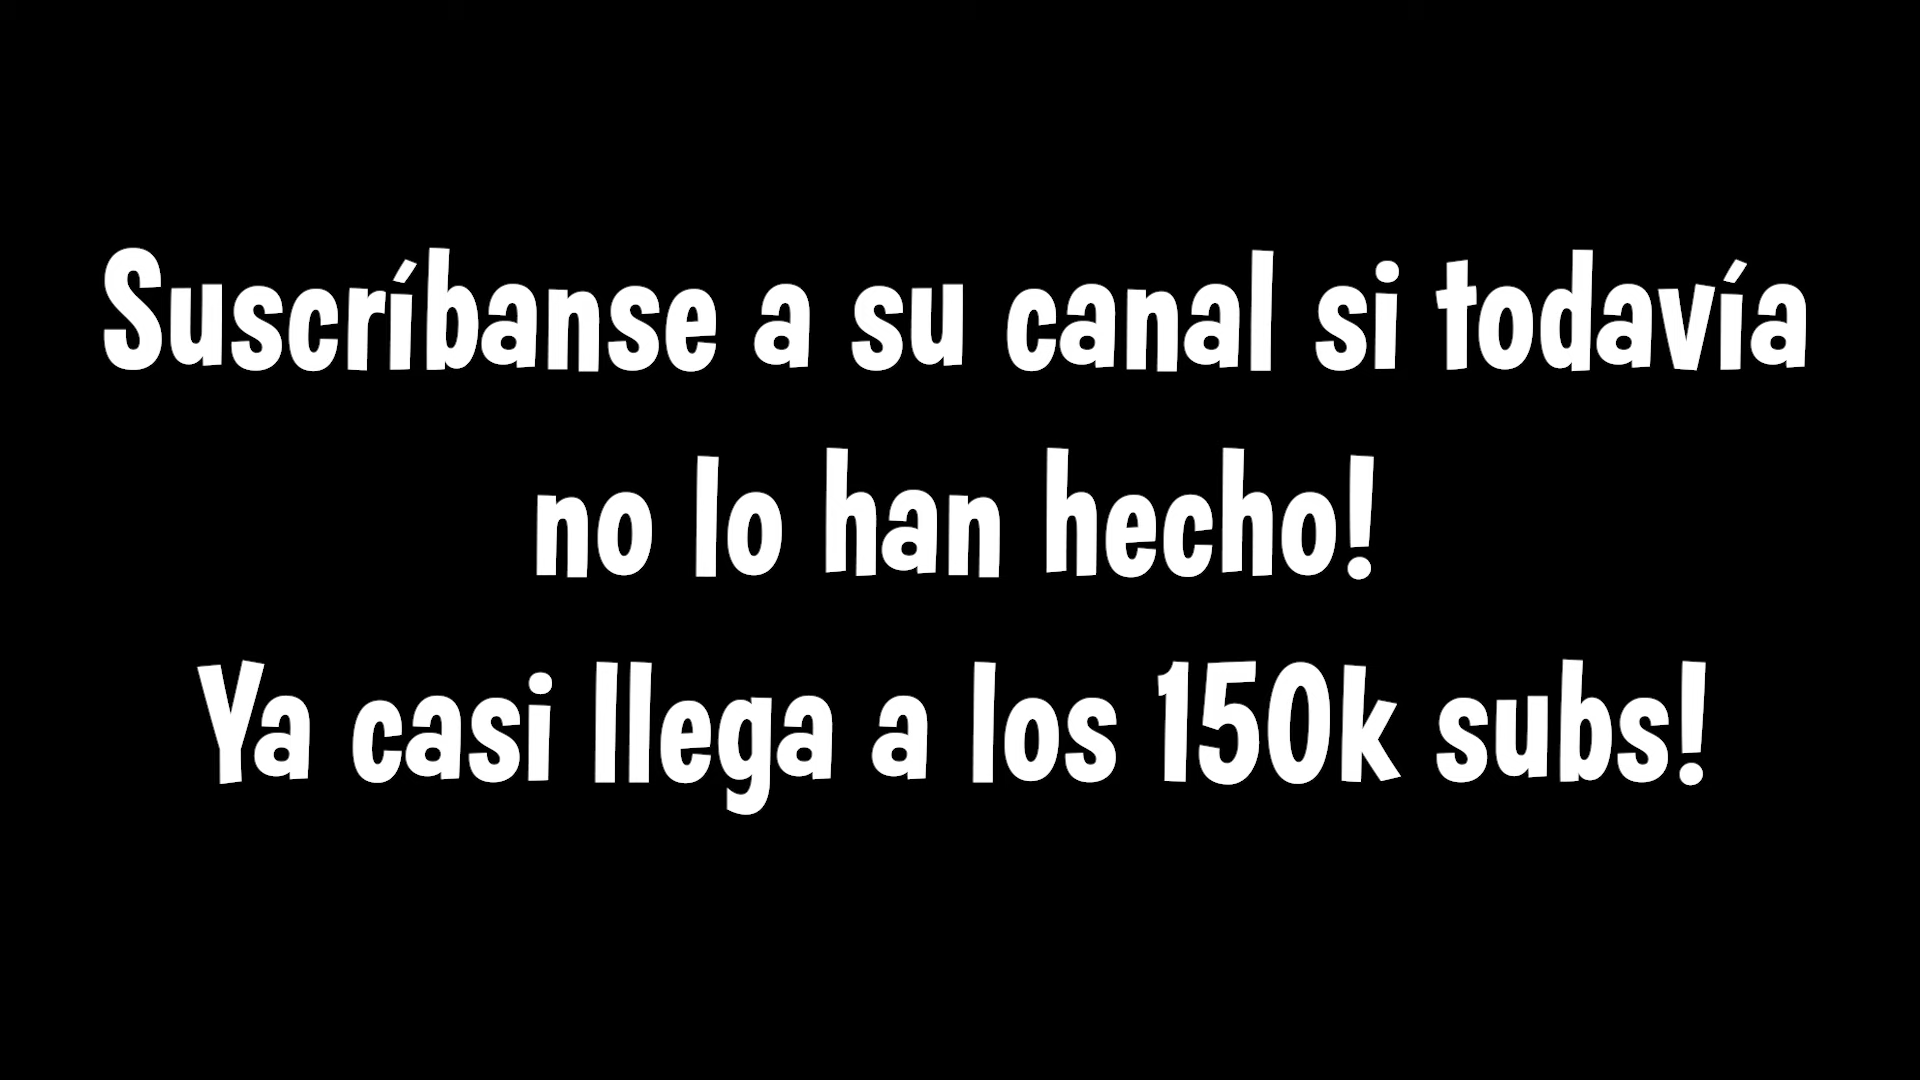 Suscríbanse a su canal si todavía
no lo han hecho!
Ya casi llega a los 150k subs!